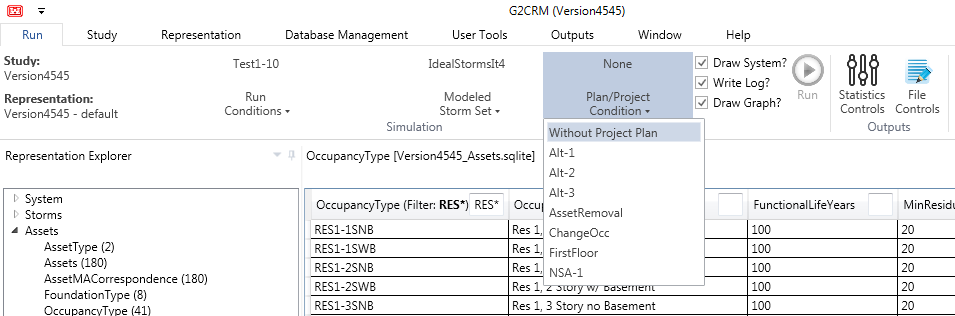 G2CRM (Version4545)
Run Study Representation Database Management User Tools Outputs Window Help
Study: Test1-10 IdealStormsIt4 None Draw System?
Version4545 Write Log?
Representation: Run Modeled Plan/Project Draw Graph? Run Statistics File
Version4545 - default Conditions Storm Set Condition Controls Controls
Simulation Outputs
Without Project Plan
Alt-1
Alt-2
Alt-3
AssetRemoval
ChangeOcc
FirstFloor
NSA-1
Representation Explorer OccupancyType [Version4545_Assets.sqlite]
System
Storms
Assets
AssetType (2)
Assets (180)
AssetMACorrespondence (180)
FoundationType (8)
OccupancyType (41)
OccupancyType (Filter: RES*) RES* Occup FunctionalLifeYears MinResidu
RES1-1SNB Res 1, 100 20
RES1-1SWB Res 1, 100 20
RES1-2SNB Res 1, 100 20
RES1-2SWB Res 1, 2 Story w/ Basement 100 20
RES1-3SNB Res 1, 3 Story no Basement 100 20